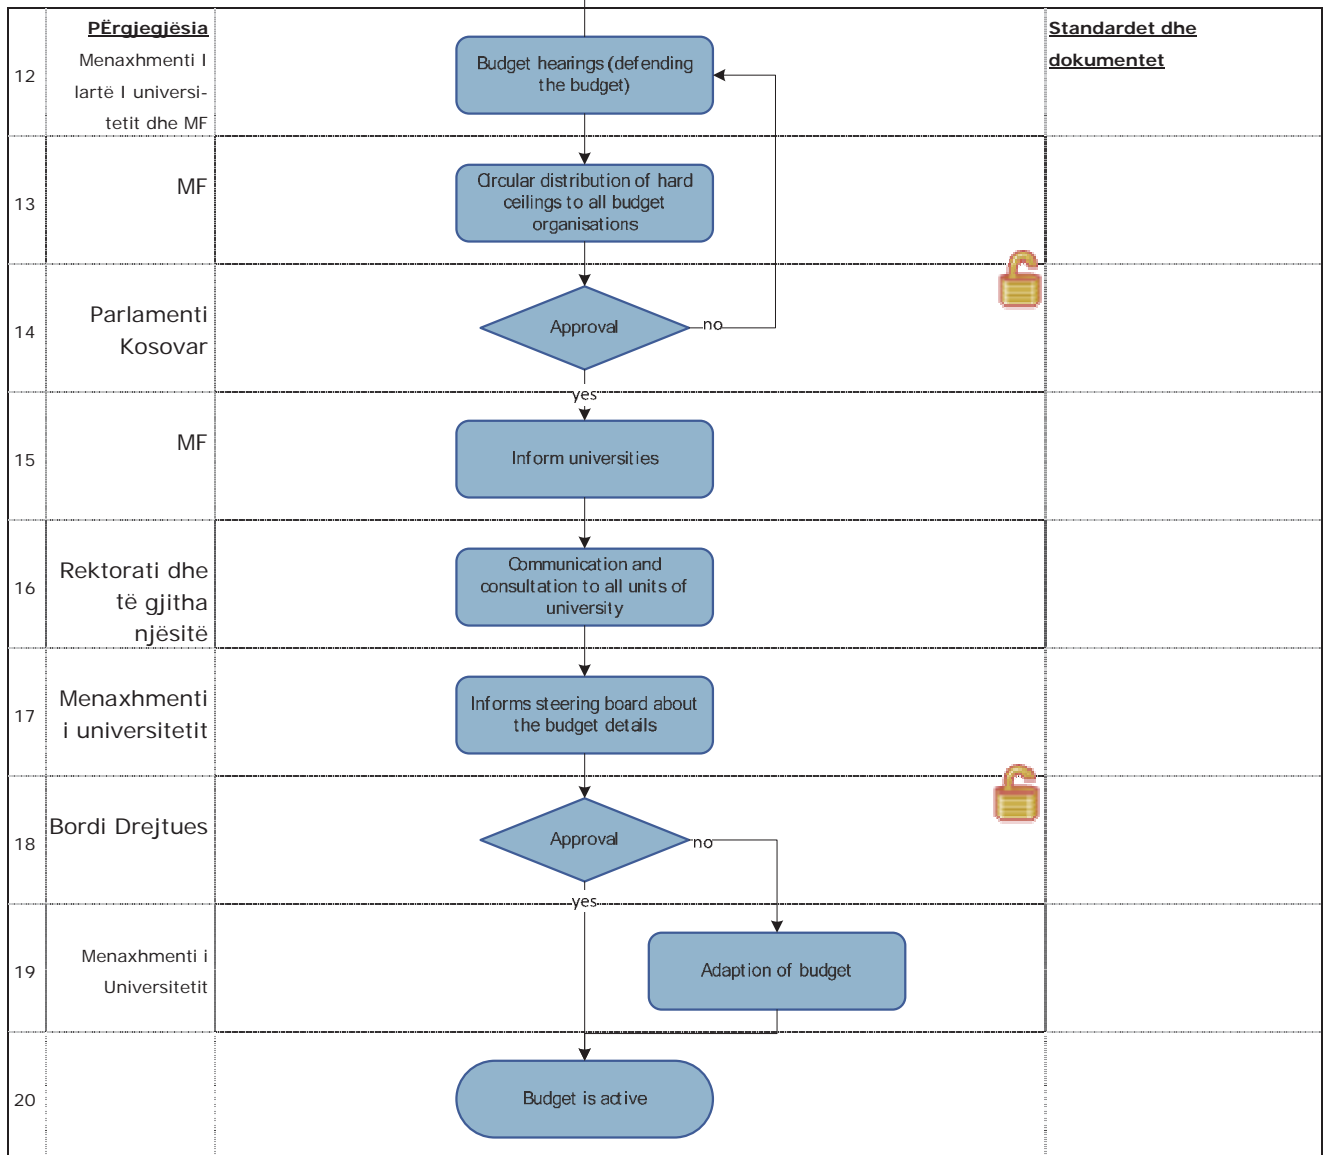 PËrgjegjësia
Standardet dhe
dokumentet
12
Menaxhmenti I
lartë I universi-
tetit dhe MF
Budget hearings (defending
the budget)
13
MF
Circular distribution of hard
ceilings to all budget
organisations
14
Parlamenti
Kosovar
Approval
no
yes
15
MF
Inform universities
16
Rektorati dhe
të gjitha
njësitë
Communication and
consultation to all units of
university
17
Menaxhmenti
i universitetit
Informs steering board about
the budget details
18
Bordi Drejtues
Approval
no
yes
19
Menaxhmenti i
Universitetit
Adaption of budget
20
Budget is active